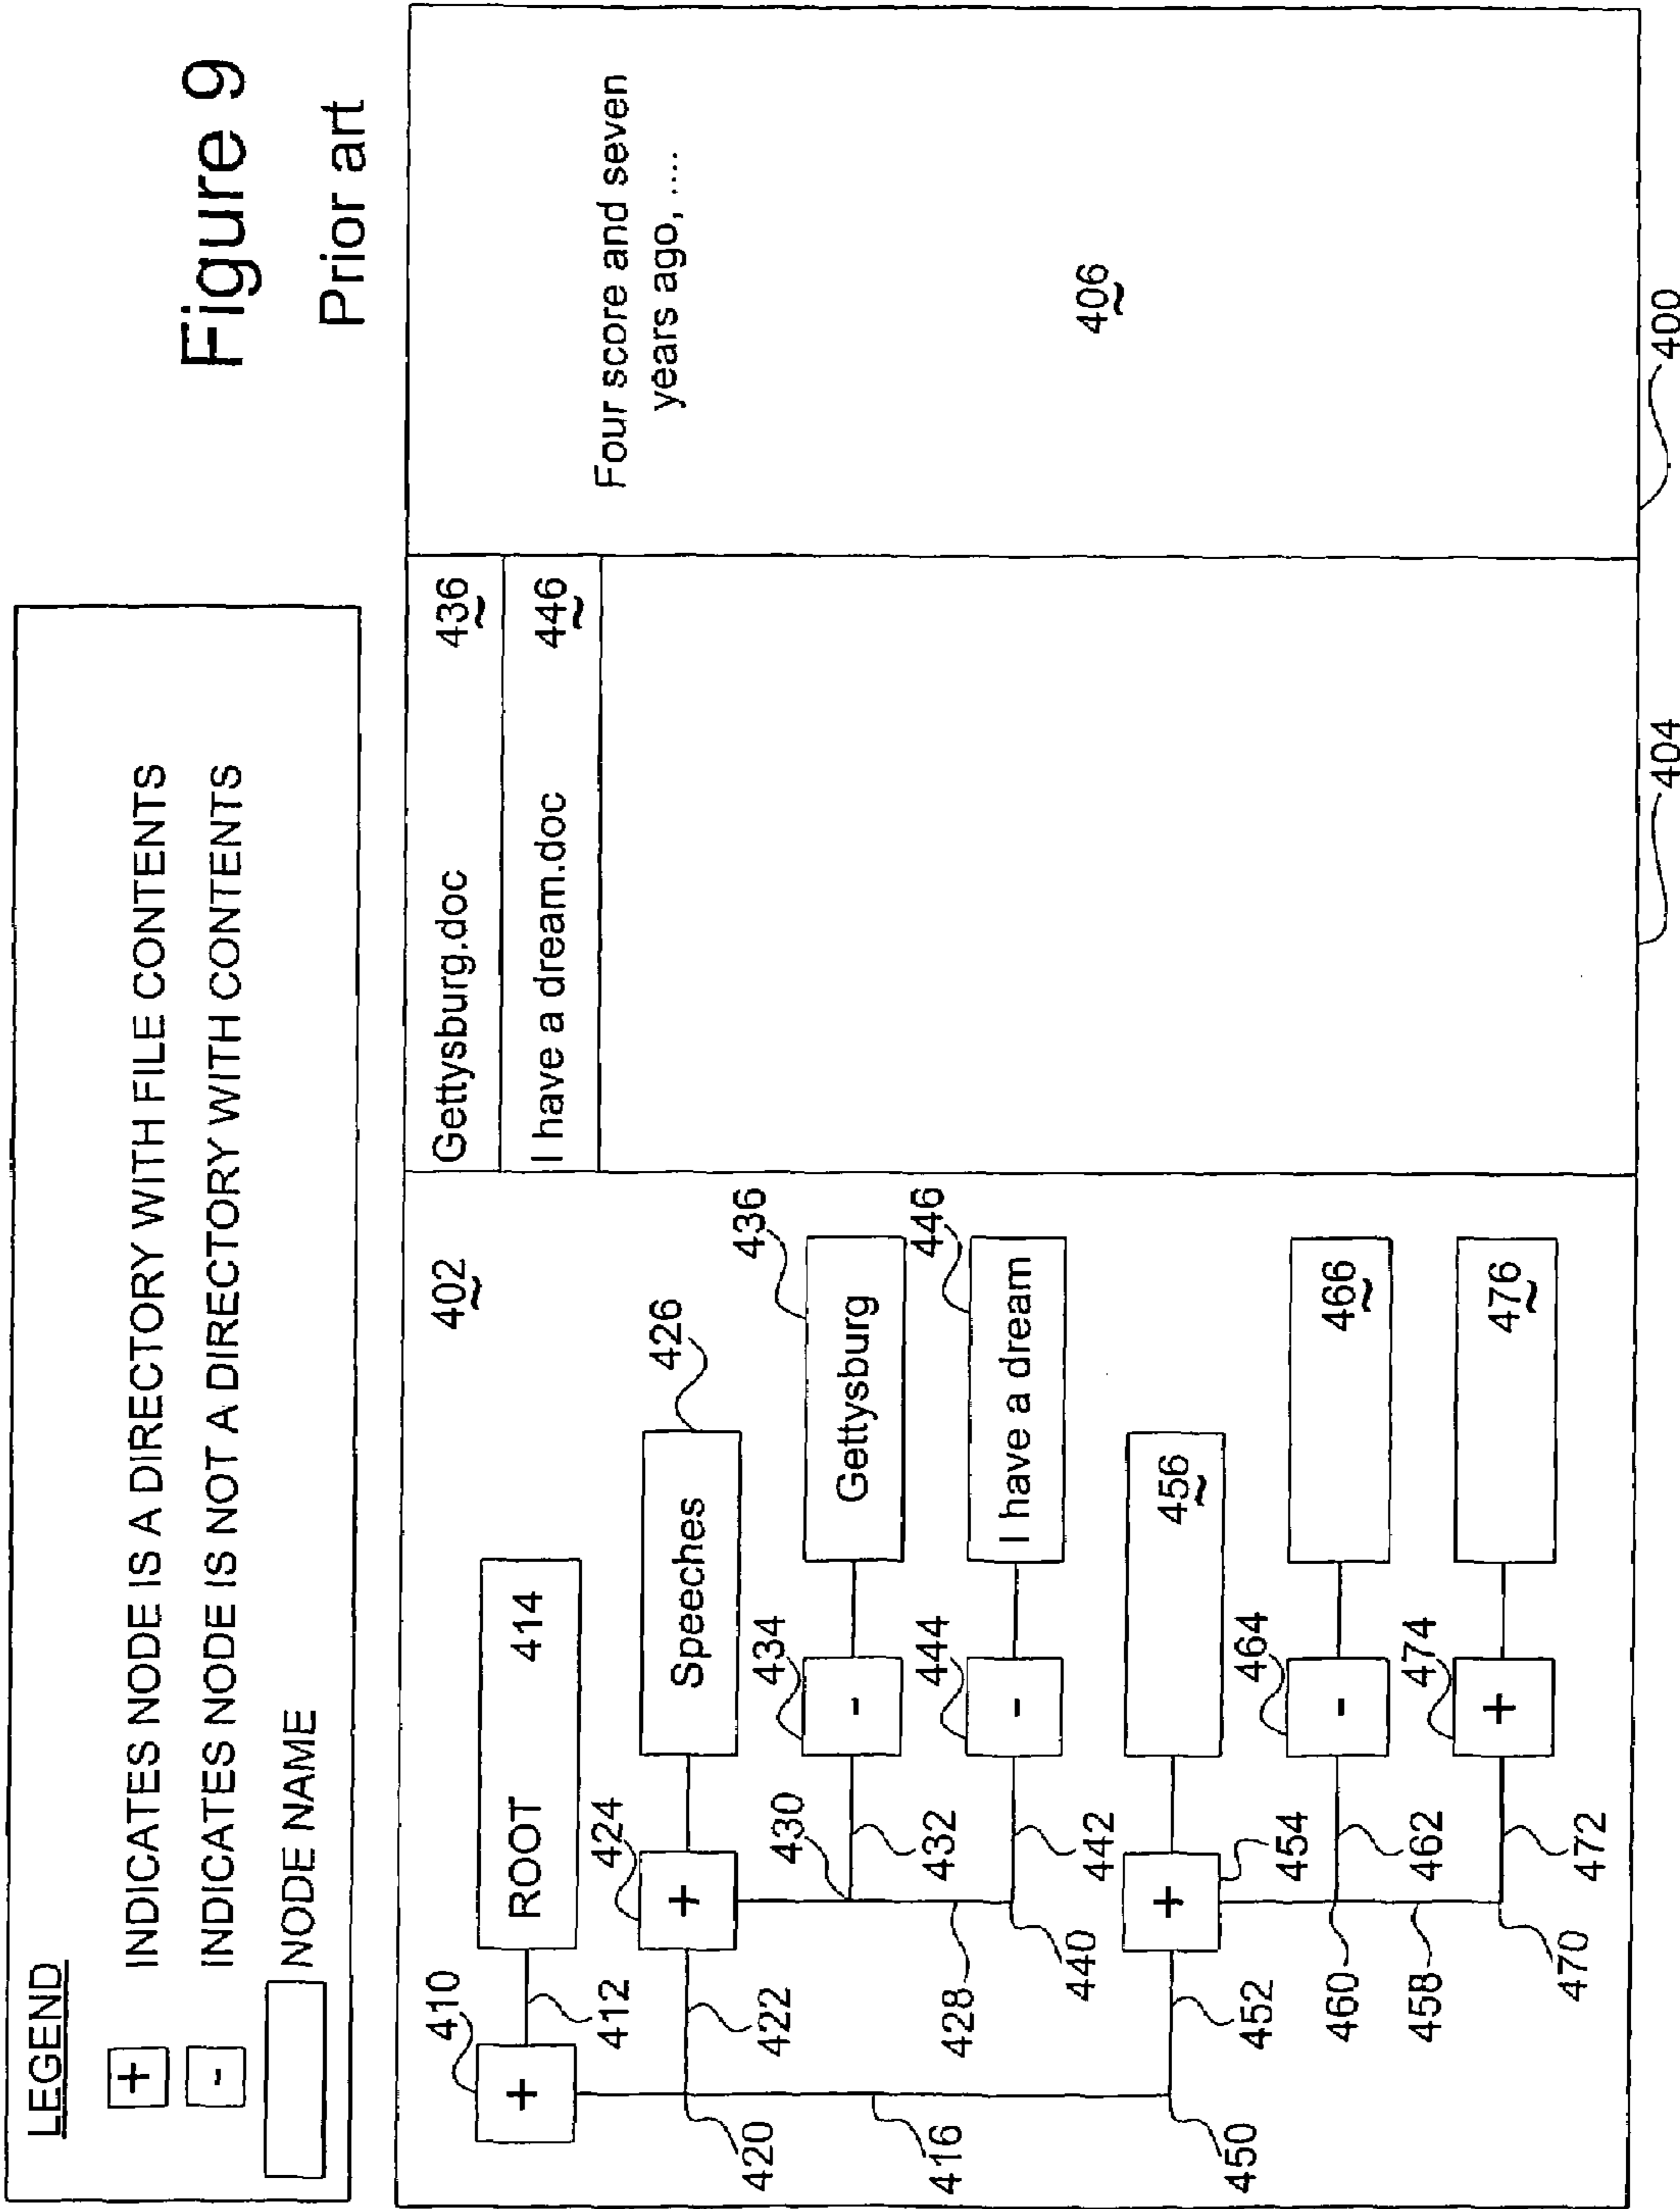 Figure 9
Prior art
LEGEND
+ INDICATES NODE IS A DIRECTORY WITH FILE CONTENTS
- INDICATES NODE IS NOT A DIRECTORY WITH CONTENTS
NODE NAME
402
410
+
412
ROOT 414
420
422
424
+
Speeches
426
416
428
430
432
434
-
Gettysburg
436
440
442
444
-
I have a dream
446
450
452
+
454
456
458
460
462
464
-
466
470
472
474
+
476
Gettysburg.doc 436
I have a dream.doc 446
404
Four score and seven
years ago, ....
406
400